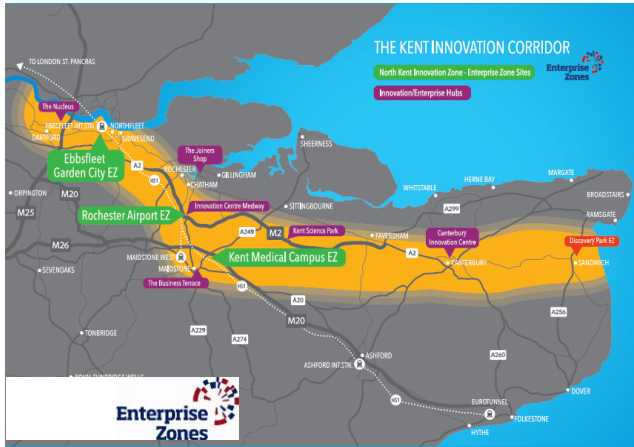 THE KENT INNOVATION CORRIDOR
North Kent Innovation Zone - Enterprise Zone Sites
Innovation/Enterprise Hubs
Enterprise
Zones
TO LONDON ST. PANCRAS
The Nucleus
EBBSFLEET INT. STN.
NORTHFLEET
DARTFORD
GRAVESEND
Ebbsfleet
Garden City EZ
A2
HS1
The Joiners
Shop
ROCHESTER
CHATHAM
GILLINGHAM
SHEERNESS
ORPINGTON
M20
M25
Rochester Airport EZ
Innovation Centre Medway
SITTINGBOURNE
WHITSTABLE
HERNE BAY
MARGATE
BROADSTAIRS
RAMSGATE
A299
A249
M2
Kent Science Park
FAVERSHAM
A2
Canterbury
Innovation Centre
Discovery Park EZ
M26
MAIDSTONE WEST
Kent Medical Campus EZ
CANTERBURY
SANDWICH
SEVENOAKS
MAIDSTONE
The Business Terrace
HS1
A20
M20
A256
TONBRIDGE
A229
A274
ASHFORD
ASHFORD INT.STN.
A260
HS1
EUROTUNNEL
DOVER
FOLKESTONE
HYTHE
Enterprise
Zones